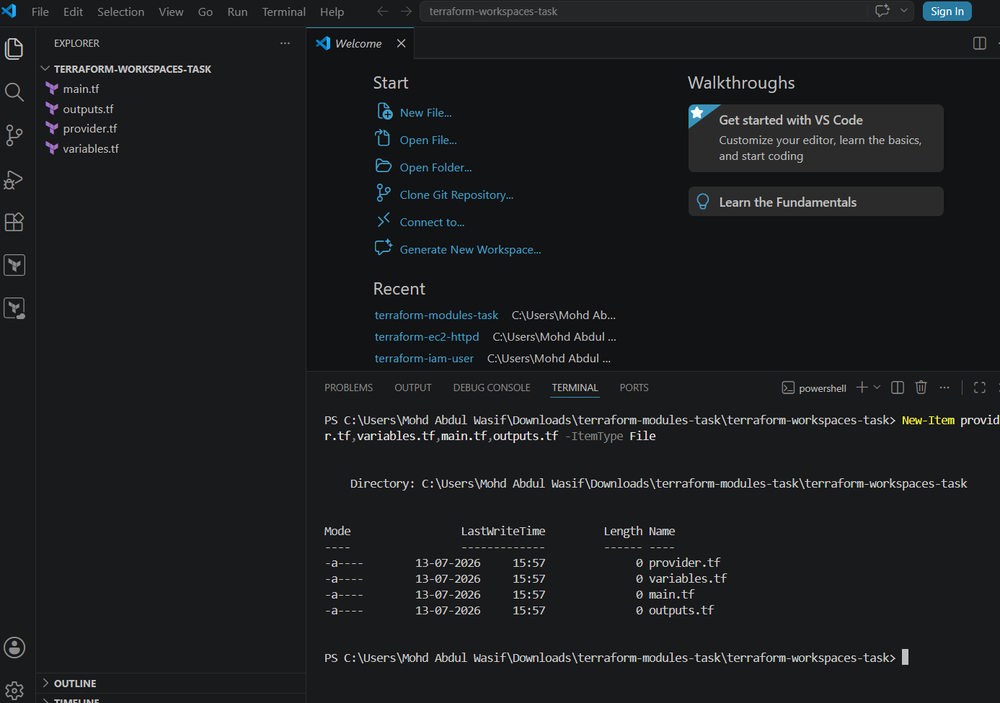 File Edit Selection View Go Run Terminal Help
terraform-workspaces-task
Sign In
EXPLORER
TERRAFORM-WORKSPACES-TASK
main.tf
outputs.tf
provider.tf
variables.tf
OUTLINE
TIMELINE
Welcome
Start
New File...
Open File...
Open Folder...
Clone Git Repository...
Connect to...
Generate New Workspace...
Recent
terraform-modules-task C:\Users\Mohd Ab...
terraform-ec2-httpd C:\Users\Mohd Abdul ...
terraform-iam-user C:\Users\Mohd Abdul ...
Walkthroughs
Get started with VS Code
Customize your editor, learn the basics,
and start coding
Learn the Fundamentals
PROBLEMS OUTPUT DEBUG CONSOLE TERMINAL PORTS
powershell
PS C:\Users\Mohd Abdul Wasif\Downloads\terraform-modules-task\terraform-workspaces-task> New-Item provid
r.tf,variables.tf,main.tf,outputs.tf -ItemType File
Directory: C:\Users\Mohd Abdul Wasif\Downloads\terraform-modules-task\terraform-workspaces-task
Mode LastWriteTime Length Name
---- ------------- ------ ----
-a---- 13-07-2026 15:57 0 provider.tf
-a---- 13-07-2026 15:57 0 variables.tf
-a---- 13-07-2026 15:57 0 main.tf
-a---- 13-07-2026 15:57 0 outputs.tf
PS C:\Users\Mohd Abdul Wasif\Downloads\terraform-modules-task\terraform-workspaces-task>